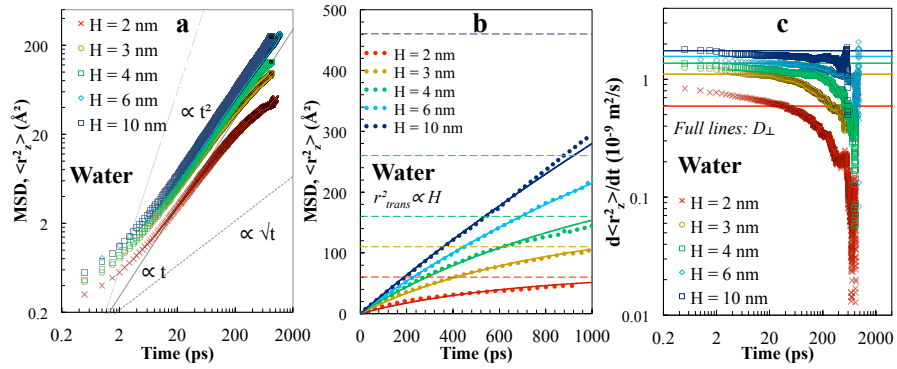 a
MSD, <r²z> (Å²)
200
20
2
0.2
× H = 2 nm
○ H = 3 nm
□ H = 4 nm
◇ H = 6 nm
□ H = 10 nm
∝ t²
Water
∝ t
∝ √t
0.2 2 20 200 2000
Time (ps)
b
MSD, <r²z> (Å²)
500
400
300
200
100
0
H = 2 nm
H = 3 nm
H = 4 nm
H = 6 nm
H = 10 nm
Water
r²trans ∝ H
0 200 400 600 800 1000
Time (ps)
c
d<r²z>/dt (10⁻⁹ m²/s)
1
0.1
0.01
Full lines: D⊥
Water
× H = 2 nm
○ H = 3 nm
□ H = 4 nm
◇ H = 6 nm
□ H = 10 nm
0.2 2 20 200 2000
Time (ps)